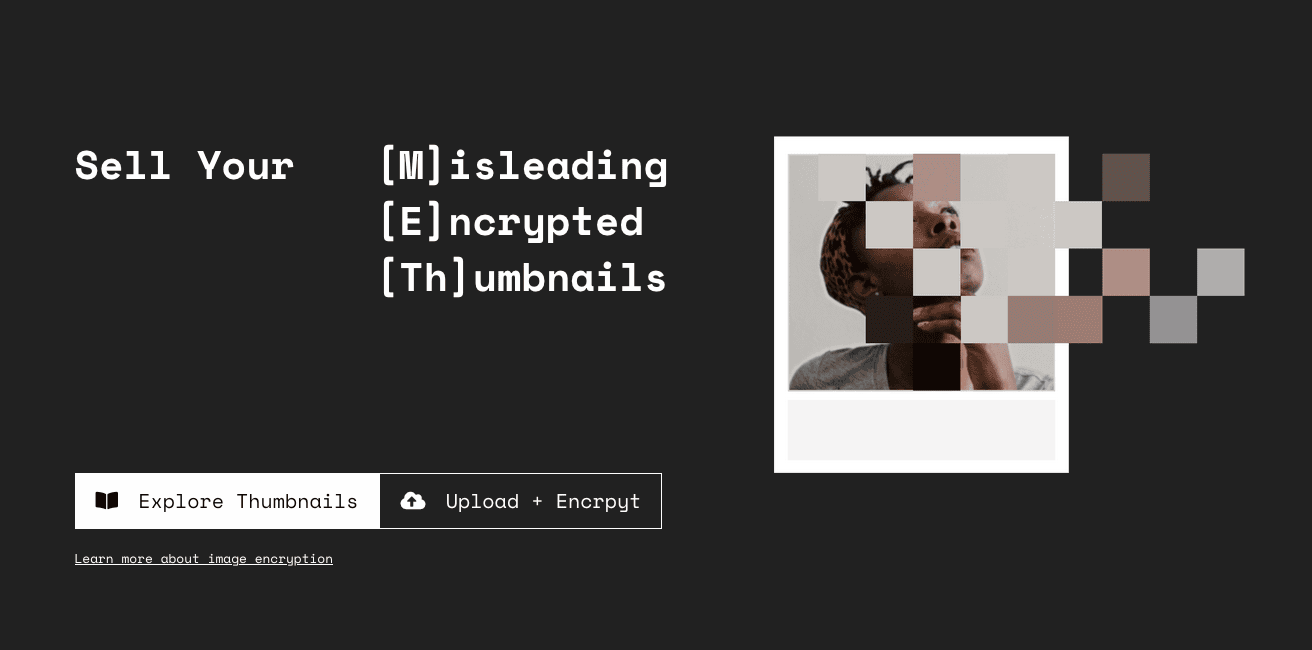 Sell Your [M]isleading
[E]ncrypted
[Th]umbnails
Explore Thumbnails
Upload + Encrpyt
Learn more about image encryption